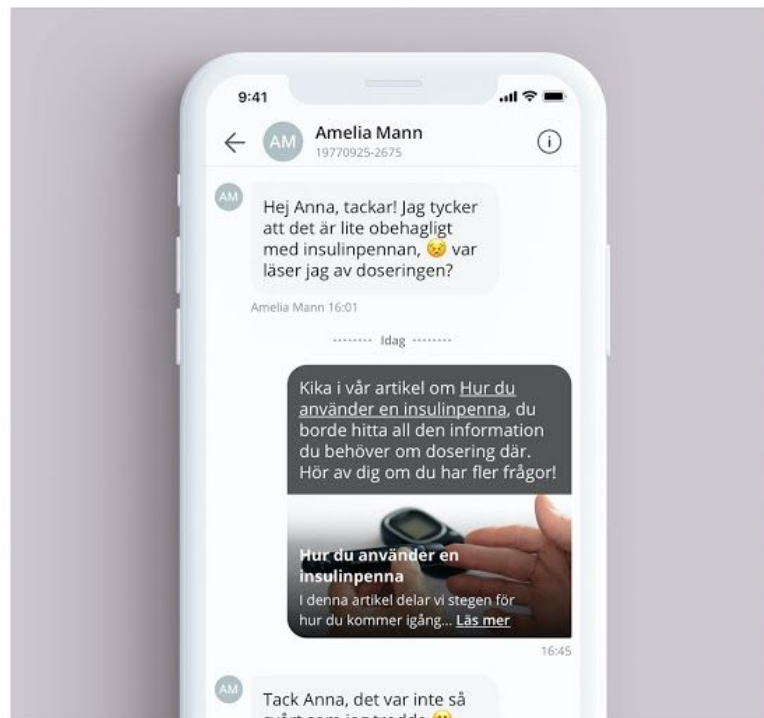 9:41
AM
Amelia Mann
19770925-2675
AM
Hej Anna, tackar! Jag tycker
att det är lite obehagligt
med insulinpennan, 😣 var
läser jag av doseringen?
Amelia Mann 16:01
-------- Idag --------
Kika i vår artikel om Hur du
använder en insulinpenna, du
borde hitta all den information
du behöver om dosering där.
Hör av dig om du har fler frågor!
Hur du använder en
insulinpenna
I denna artikel delar vi stegen för
hur du kommer igång... Läs mer
16:45
AM
Tack Anna, det var inte så
svårt som jag trodde 🙂